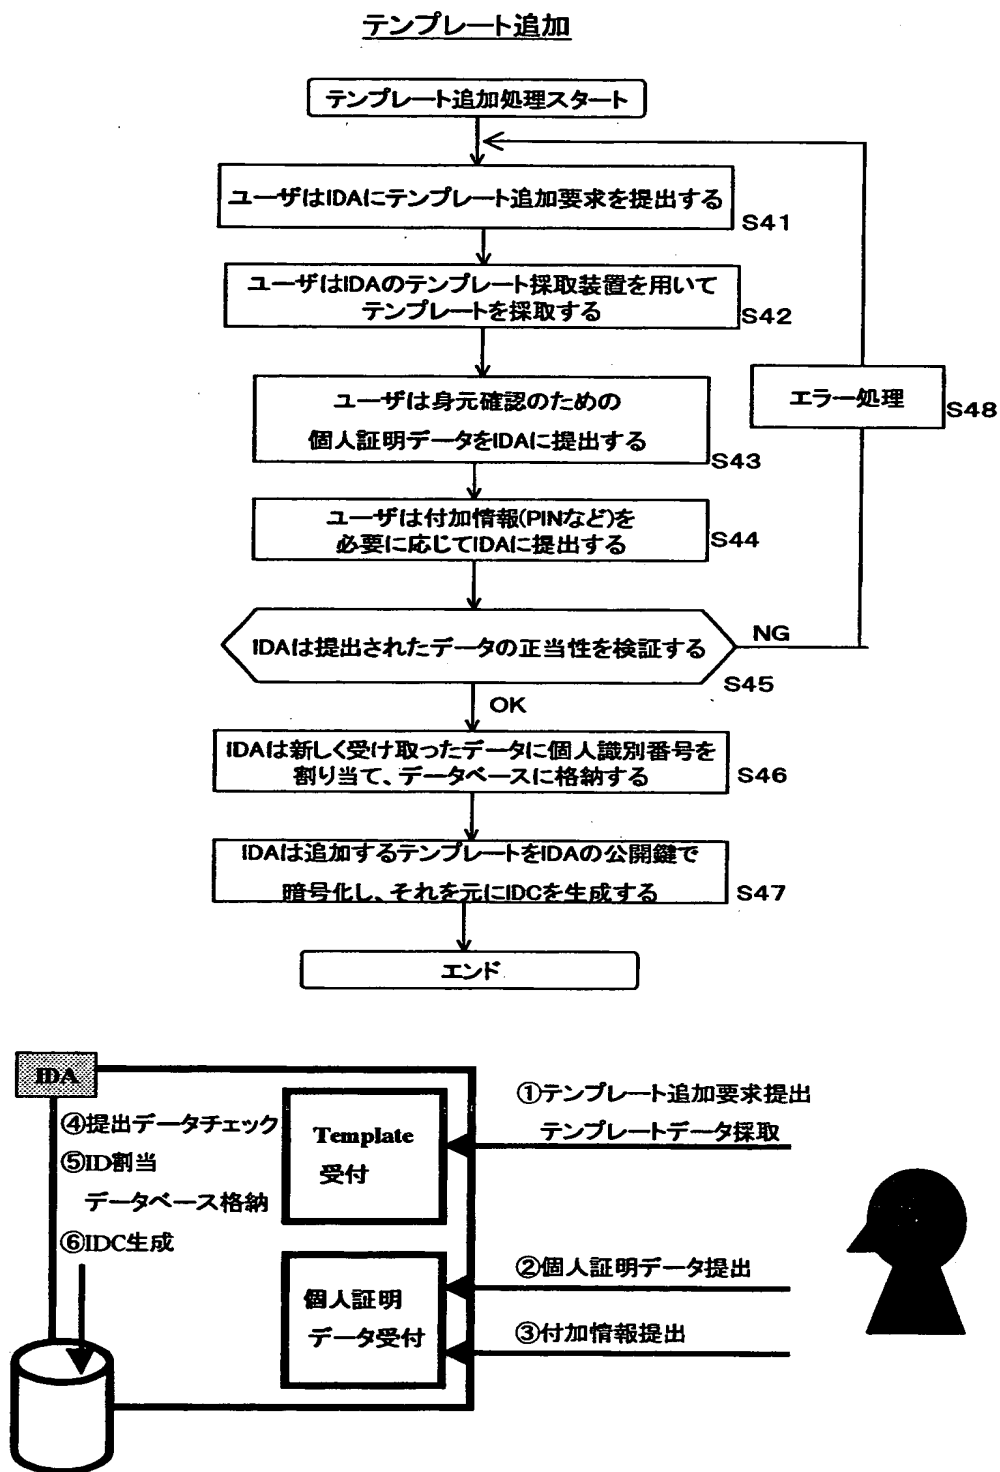 テンプレート追加
テンプレート追加処理スタート
ユーザはIDAにテンプレート追加要求を提出する
S41
ユーザはIDAのテンプレート採取装置を用いて
テンプレートを採取する
S42
ユーザは身元確認のための
個人証明データをIDAに提出する
S43
エラー処理
S48
ユーザは付加情報(PINなど)を
必要に応じてIDAに提出する
S44
IDAは提出されたデータの正当性を検証する
NG
S45
OK
IDAは新しく受け取ったデータに個人識別番号を
割り当て、データベースに格納する
S46
IDAは追加するテンプレートをIDAの公開鍵で
暗号化し、それを元にIDCを生成する
S47
エンド
IDA
④提出データチェック
⑤ID割当
データベース格納
⑥IDC生成
Template
受付
個人証明
データ受付
①テンプレート追加要求提出
テンプレートデータ採取
②個人証明データ提出
③付加情報提出